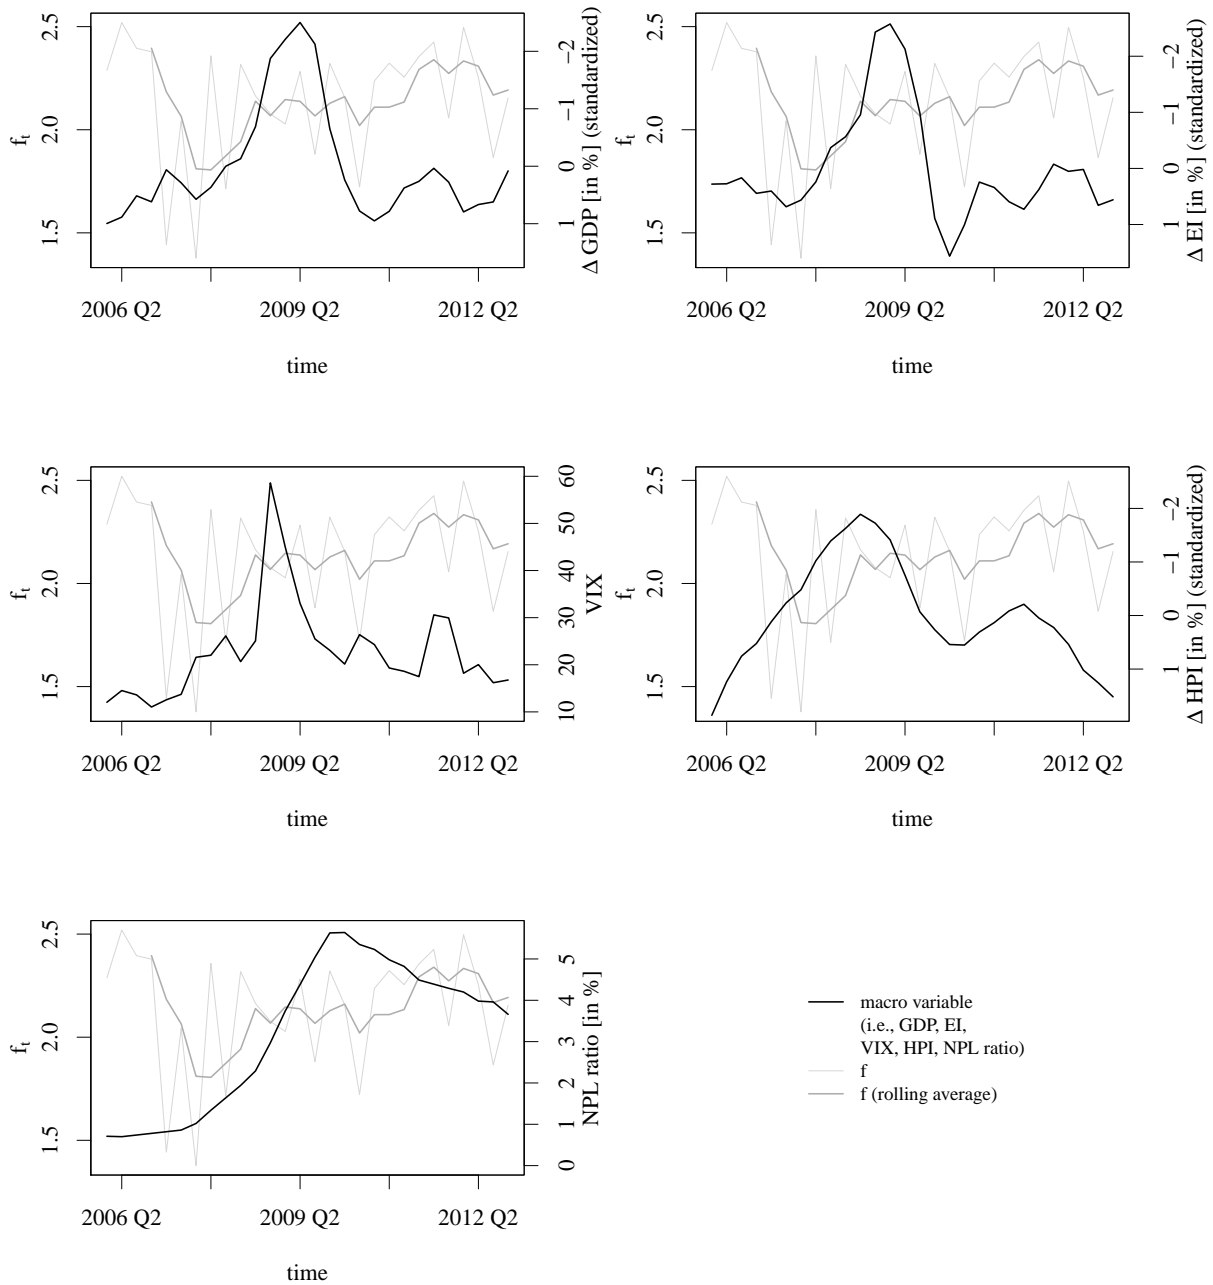 2.5
2.0
1.5
f_t
−2
−1
0
1
Δ GDP [in %] (standardized)
2006 Q2
2009 Q2
2012 Q2
time
2.5
2.0
1.5
f_t
−2
−1
0
1
Δ EI [in %] (standardized)
2006 Q2
2009 Q2
2012 Q2
time
2.5
2.0
1.5
f_t
60
50
40
30
20
10
VIX
2006 Q2
2009 Q2
2012 Q2
time
2.5
2.0
1.5
f_t
−2
−1
0
1
Δ HPI [in %] (standardized)
2006 Q2
2009 Q2
2012 Q2
time
2.5
2.0
1.5
f_t
5
4
3
2
1
0
NPL ratio [in %]
2006 Q2
2009 Q2
2012 Q2
time
macro variable
(i.e., GDP, EI,
VIX, HPI, NPL ratio)
f
f (rolling average)